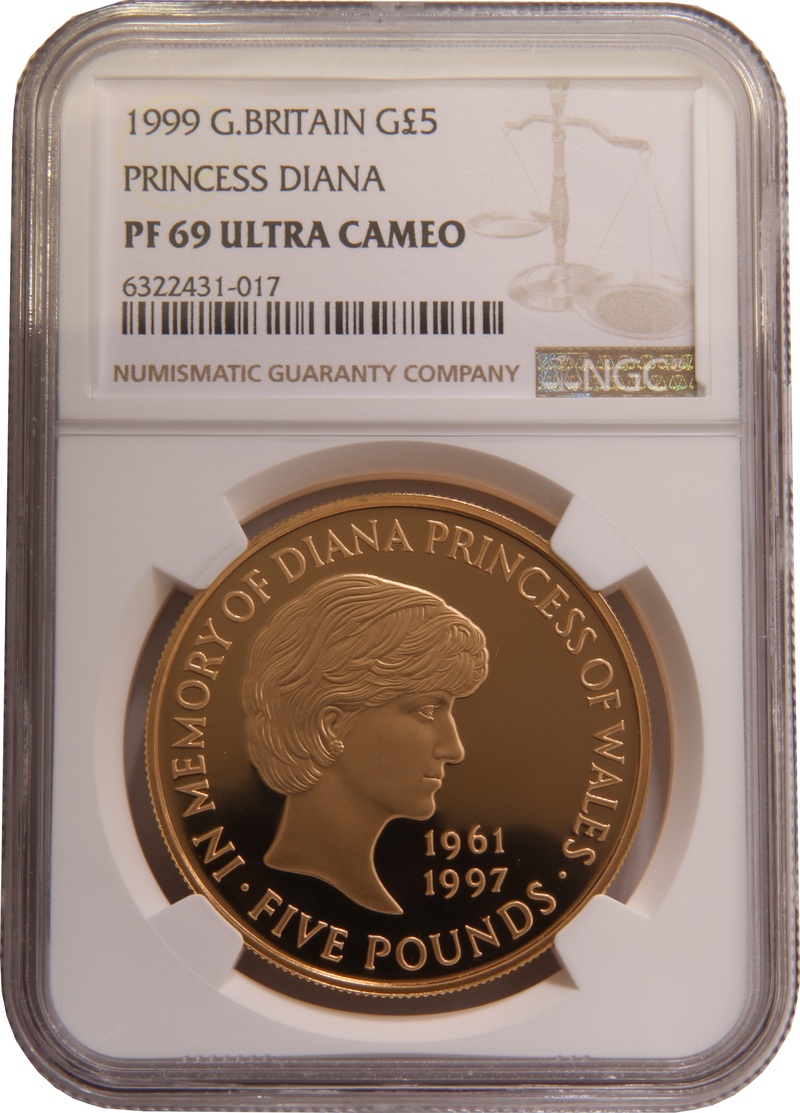 1999 G.BRITAIN G£5
PRINCESS DIANA
PF 69 ULTRA CAMEO
6322431-017
NUMISMATIC GUARANTY COMPANY
NGC
IN MEMORY OF DIANA PRINCESS OF WALES
1961
1997
· FIVE POUNDS ·